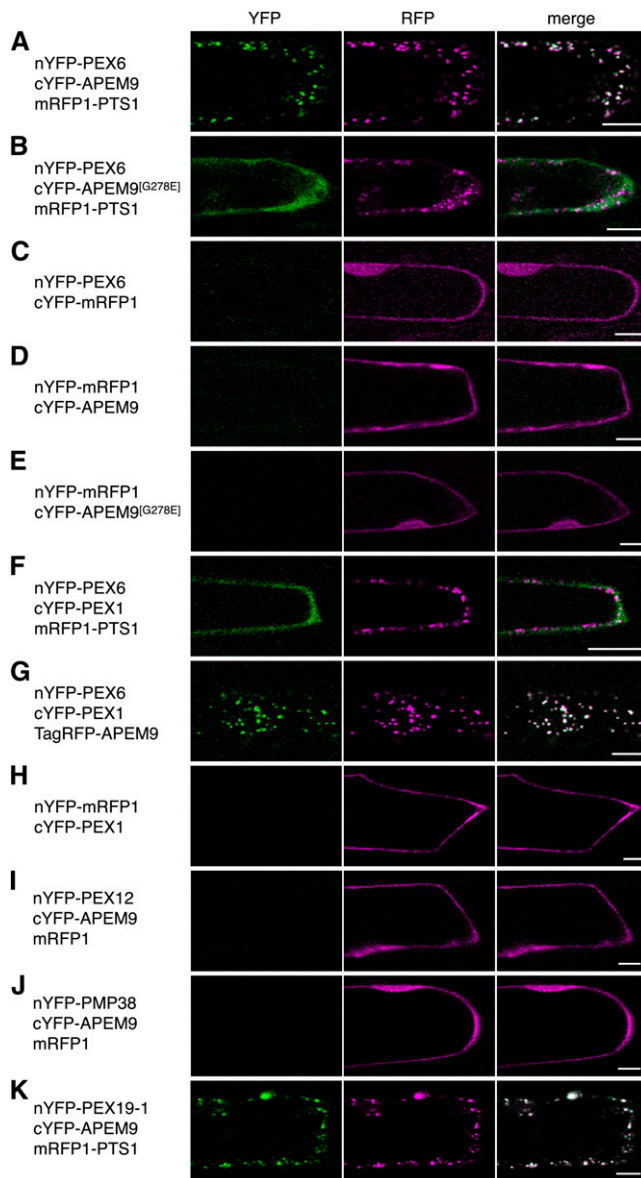 YFP RFP merge
A
nYFP-PEX6
cYFP-APEM9
mRFP1-PTS1
B
nYFP-PEX6
cYFP-APEM9[G278E]
mRFP1-PTS1
C
nYFP-PEX6
cYFP-mRFP1
D
nYFP-mRFP1
cYFP-APEM9
E
nYFP-mRFP1
cYFP-APEM9[G278E]
F
nYFP-PEX6
cYFP-PEX1
mRFP1-PTS1
G
nYFP-PEX6
cYFP-PEX1
TagRFP-APEM9
H
nYFP-mRFP1
cYFP-PEX1
I
nYFP-PEX12
cYFP-APEM9
mRFP1
J
nYFP-PMP38
cYFP-APEM9
mRFP1
K
nYFP-PEX19-1
cYFP-APEM9
mRFP1-PTS1